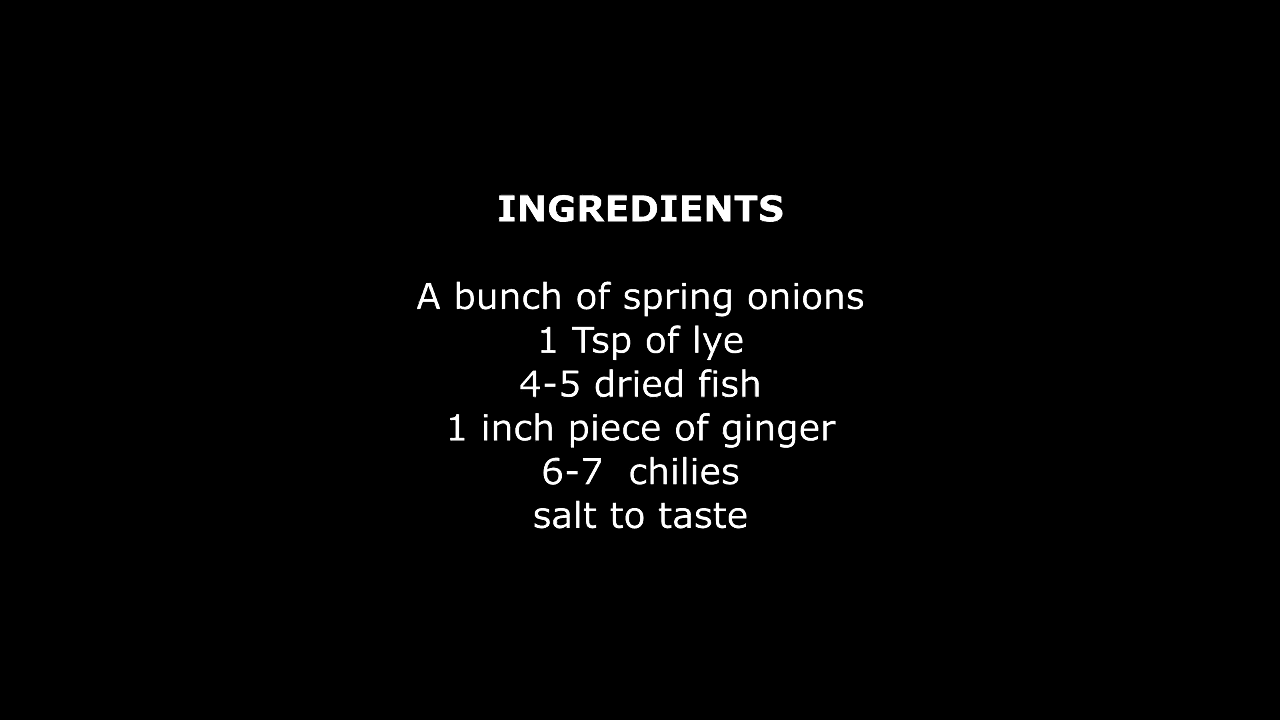 INGREDIENTS
A bunch of spring onions
1 Tsp of lye
4-5 dried fish
1 inch piece of ginger
6-7  chilies
salt to taste